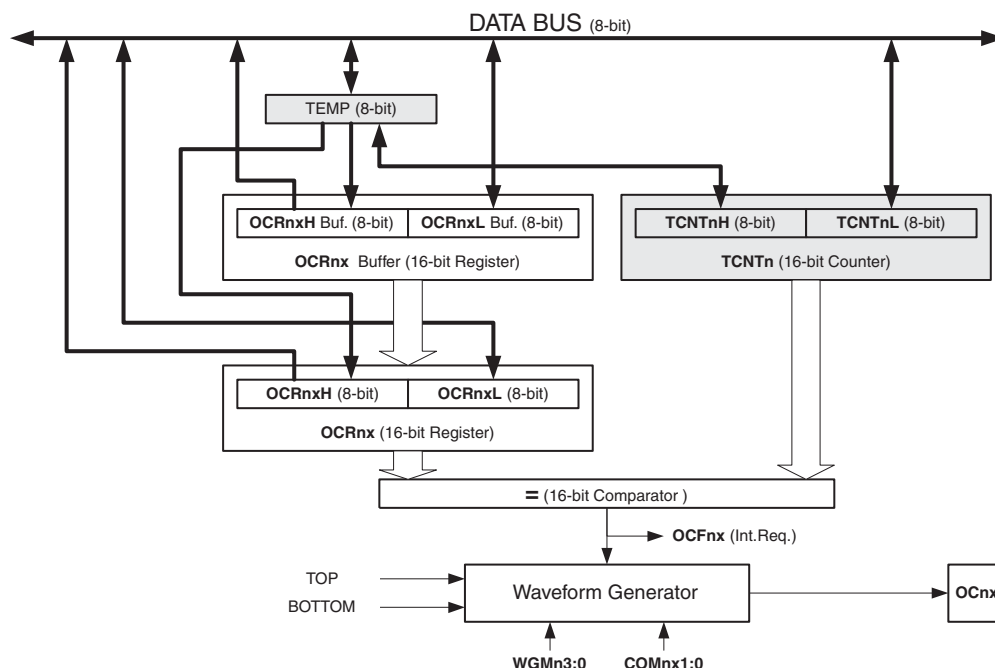 DATA BUS (8-bit)
TEMP (8-bit)
OCRnxH Buf. (8-bit)
OCRnxL Buf. (8-bit)
TCNTnH (8-bit)
TCNTnL (8-bit)
OCRnx Buffer (16-bit Register)
TCNTn (16-bit Counter)
OCRnxH (8-bit)
OCRnxL (8-bit)
OCRnx (16-bit Register)
= (16-bit Comparator )
OCFnx (Int.Req.)
TOP
BOTTOM
Waveform Generator
OCnx
WGMn3:0
COMnx1:0